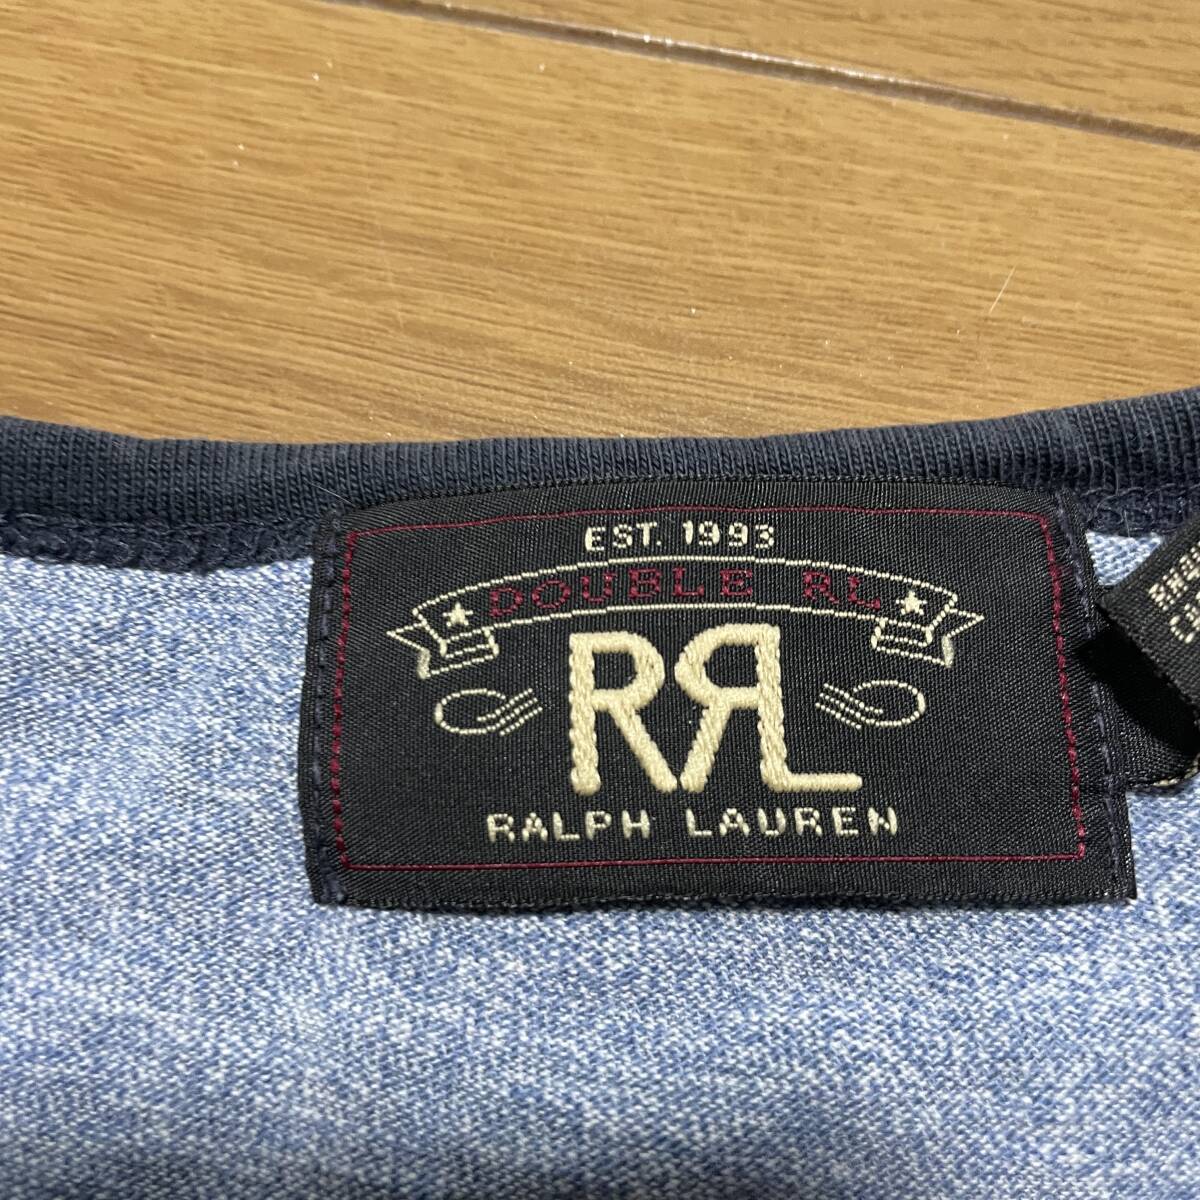 EST. 1993
DOUBLE RL
RRL
RALPH LAUREN